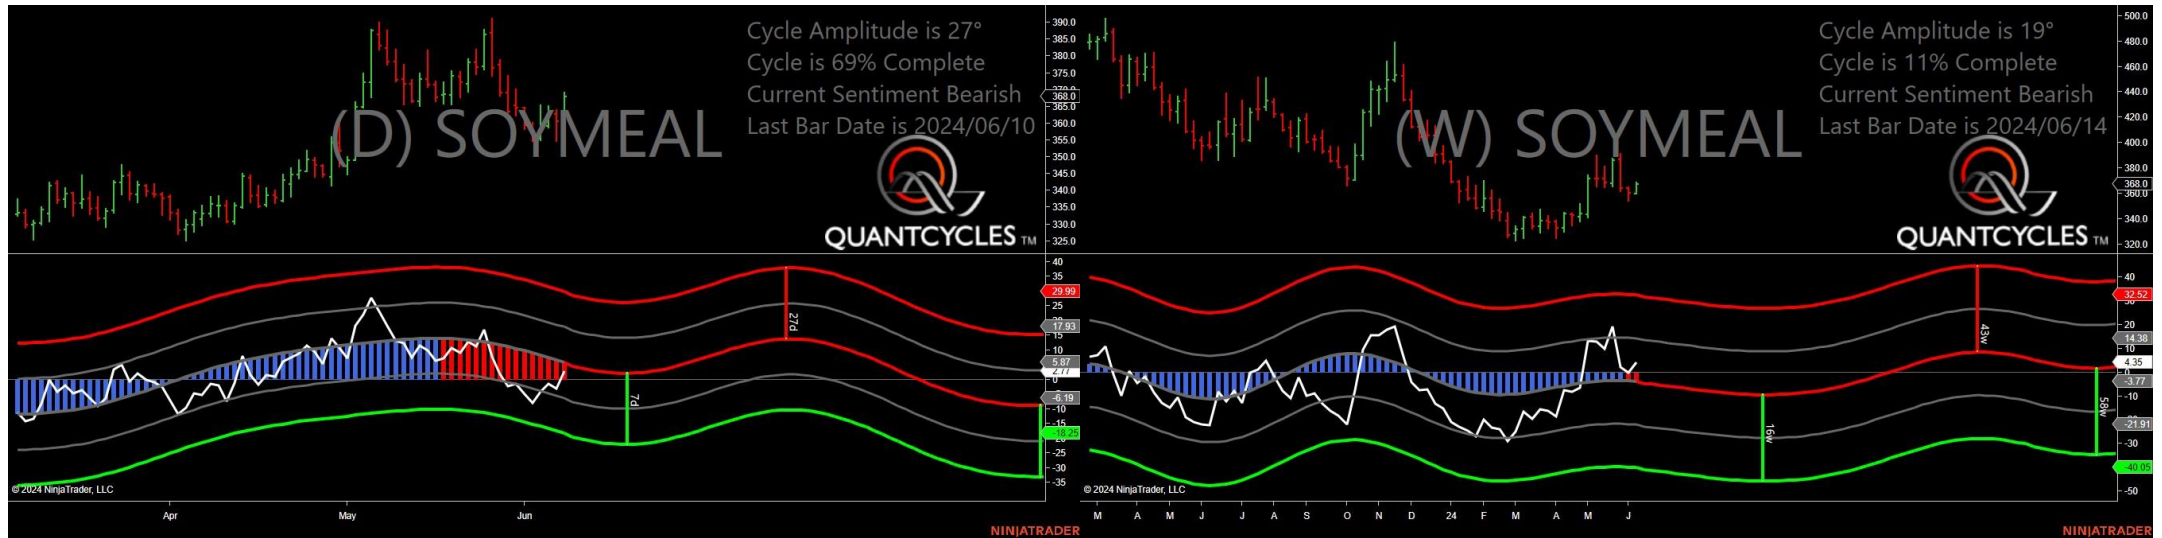 Cycle Amplitude is 27°
Cycle is 69% Complete
Current Sentiment Bearish
Last Bar Date is 2024/06/10
(D) SOYMEAL
QUANTCYCLES TM
390.0
385.0
380.0
375.0
370.0
368.0
365.0
360.0
355.0
350.0
345.0
340.0
335.0
330.0
325.0
40
35
29.99
25
17.93
15
10
5.87
2.77
0
-6.19
-10
-15
-18.25
-25
-30
-35
27d
7d
© 2024 NinjaTrader, LLC
Apr
May
Jun
NINJATRADER
Cycle Amplitude is 19°
Cycle is 11% Complete
Current Sentiment Bearish
Last Bar Date is 2024/06/14
(W) SOYMEAL
QUANTCYCLES TM
500.0
480.0
460.0
440.0
420.0
400.0
380.0
368.0
360.0
340.0
320.0
40
32.52
20
14.38
10
4.35
-3.77
-10
-21.91
-30
-40.05
-50
43w
16w
58w
© 2024 NinjaTrader, LLC
M A M J J A S O N D 24 F M A M J
NINJATRADER